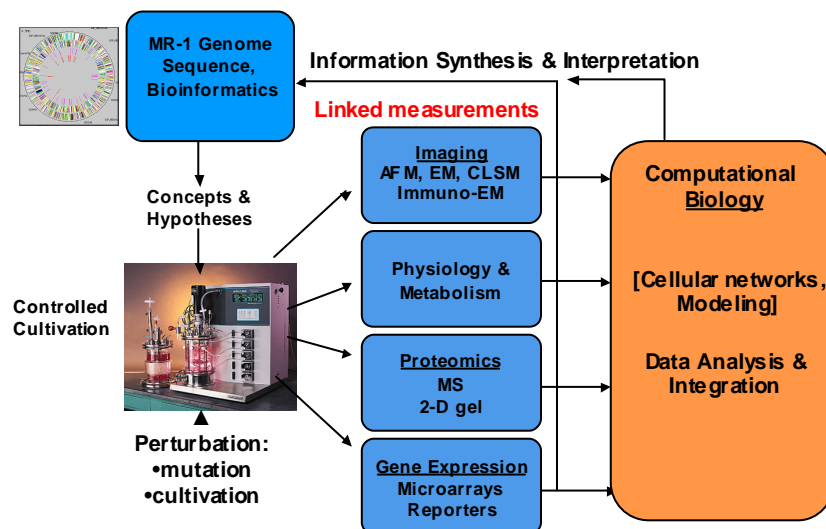 MR-1 Genome
Sequence,
Bioinformatics
Information Synthesis & Interpretation
Linked measurements
Imaging
AFM, EM, CLSM
Immuno-EM
Computational
Biology
[Cellular networks,
Modeling]
Data Analysis &
Integration
Concepts &
Hypotheses
Physiology &
Metabolism
Controlled
Cultivation
Proteomics
MS
2-D gel
Perturbation:
•mutation
•cultivation
Gene Expression
Microarrays
Reporters